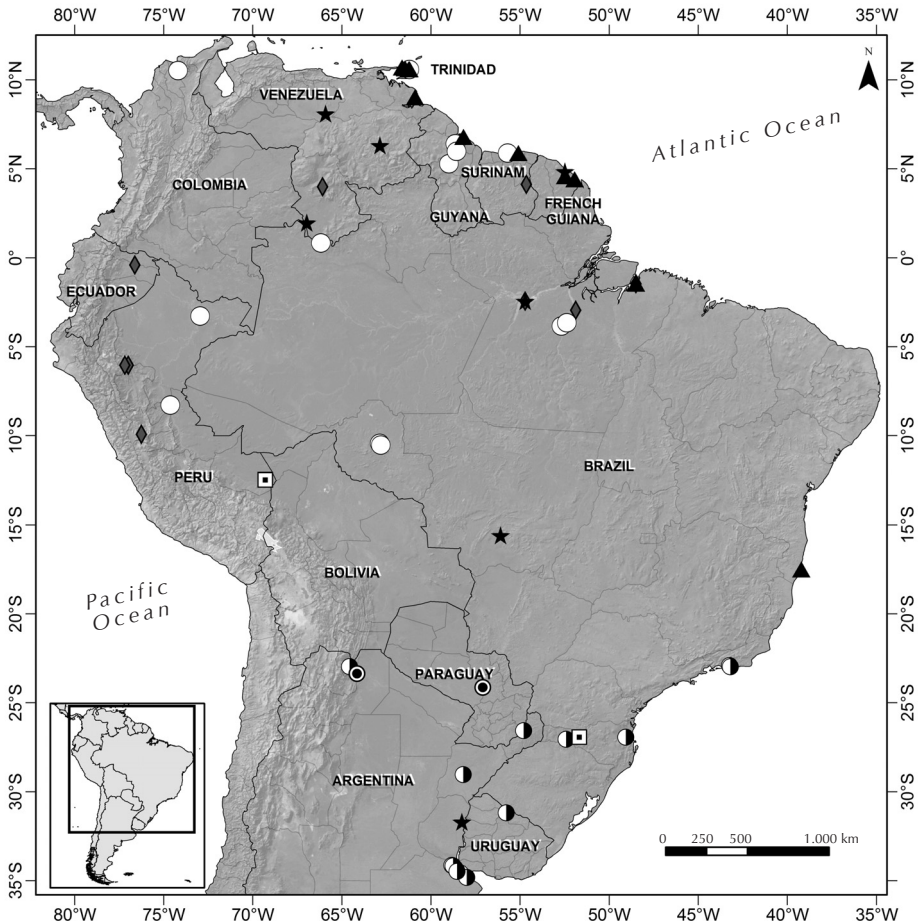 80°W 75°W 70°W 65°W 60°W 55°W 50°W 45°W 40°W 35°W
N
10°N 10°N
TRINIDAD
VENEZUELA
Atlantic Ocean
5°N 5°N
SURINAM
COLOMBIA
FRENCH
GUIANA
GUYANA
0° 0°
ECUADOR
5°S 5°S
10°S 10°S
BRAZIL
PERU
15°S 15°S
BOLIVIA
Pacific
Ocean
20°S 20°S
PARAGUAY
25°S 25°S
ARGENTINA
30°S 30°S
0 250 500 1.000 km
URUGUAY
35°S 35°S
80°W 75°W 70°W 65°W 60°W 55°W 50°W 45°W 40°W 35°W